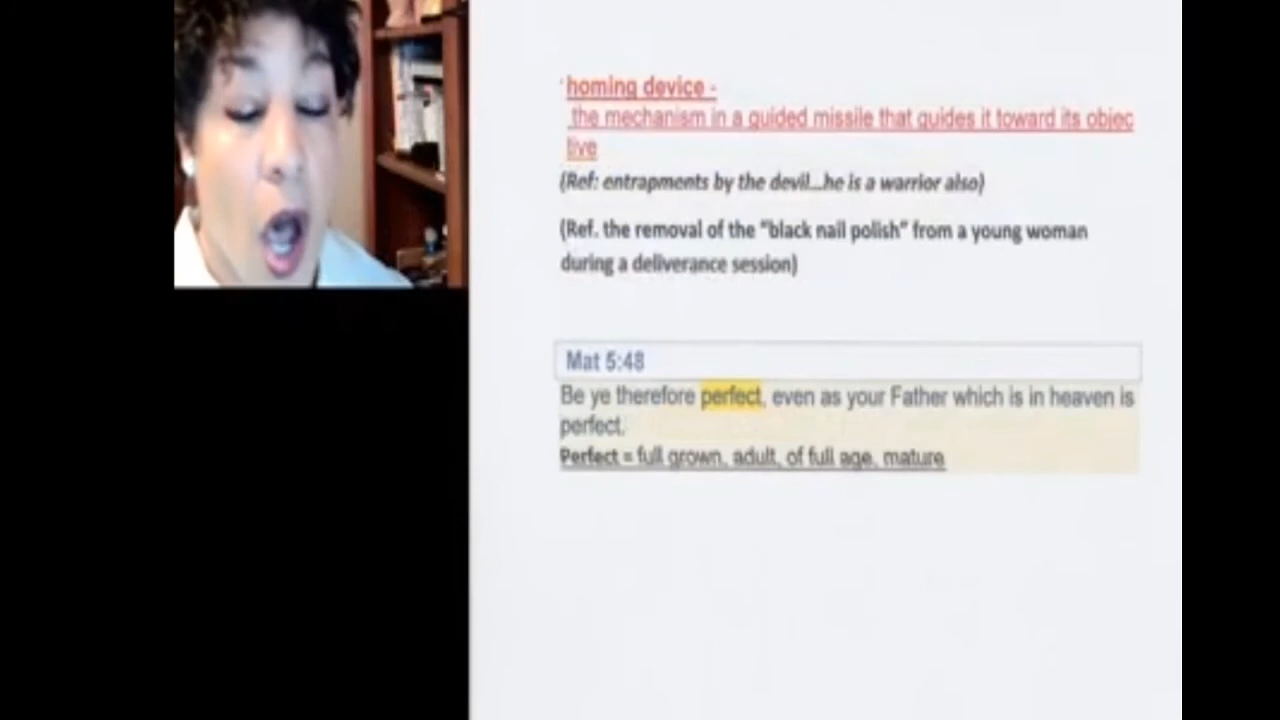 homing device -
the mechanism in a guided missile that guides it toward its objec
tive
(Ref: entrapments by the devil...he is a warrior also)
(Ref. the removal of the "black nail polish" from a young woman
during a deliverance session)
Mat 5:48
Be ye therefore perfect, even as your Father which is in heaven is
perfect.
Perfect = full grown, adult, of full age, mature